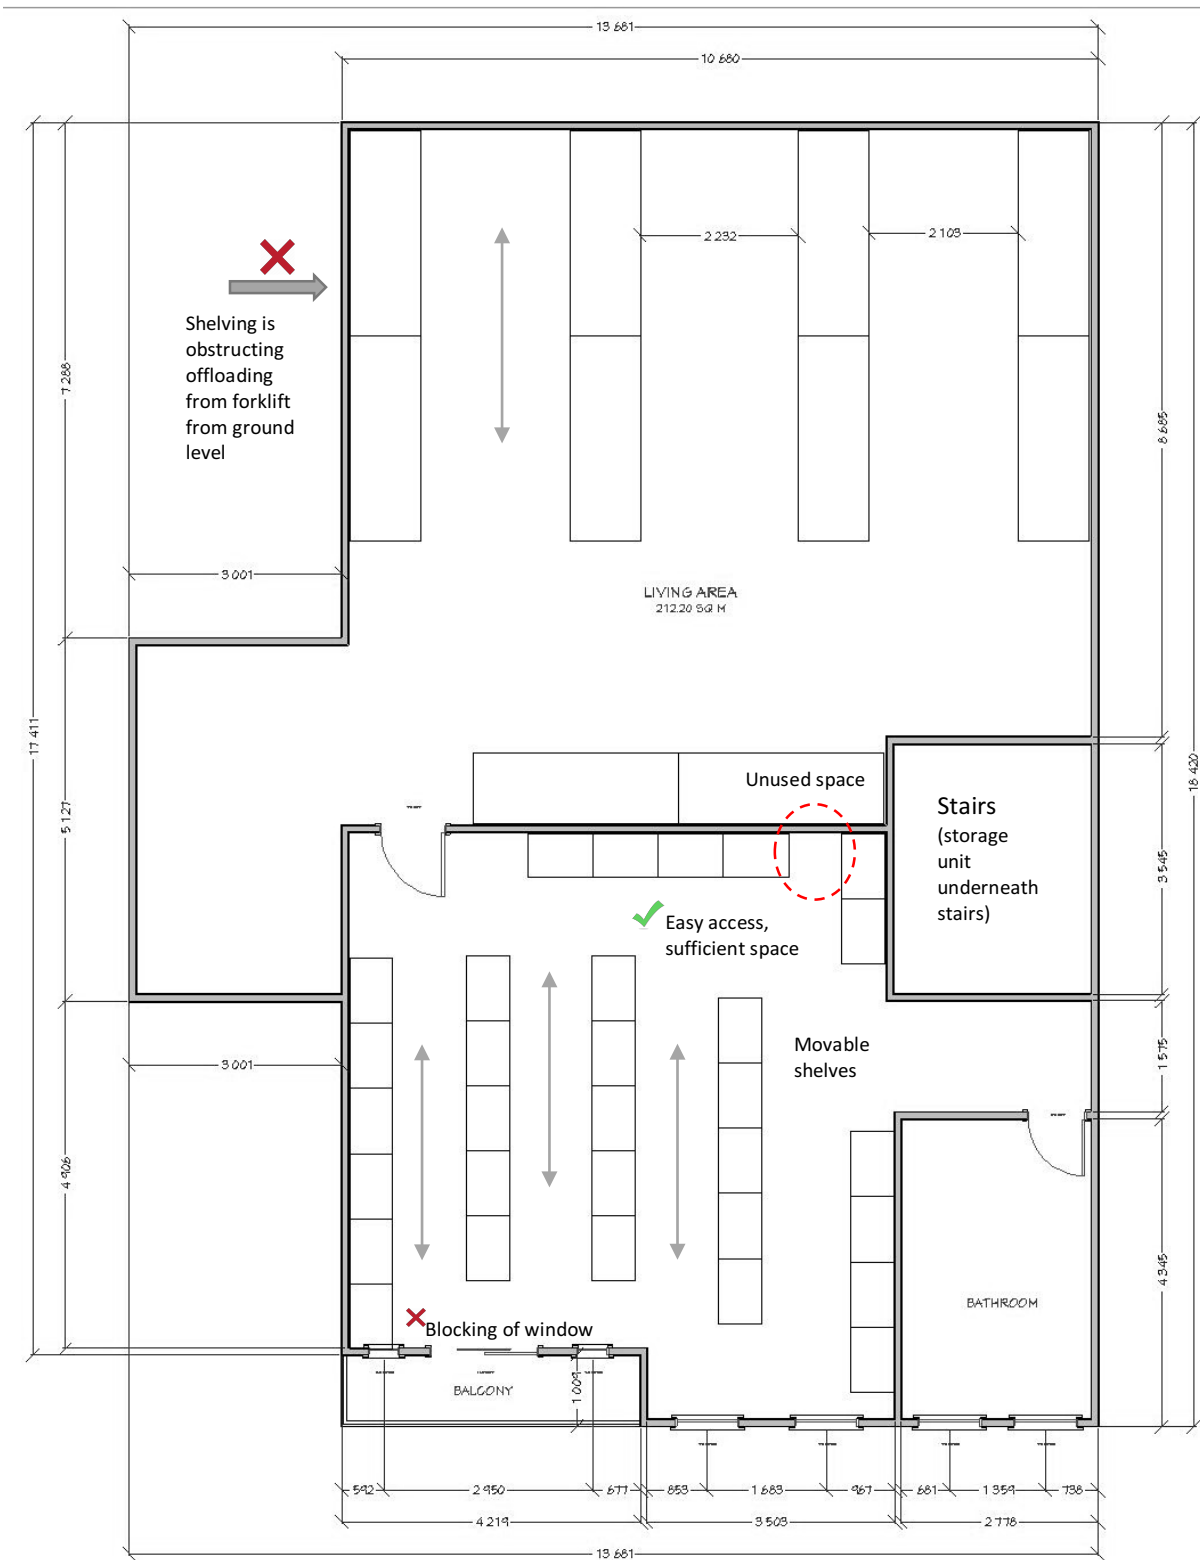 13 681
10 680
2 232
2 103
Shelving is
obstructing
offloading
from forklift
from ground
level
7 288
8 685
3 001
LIVING AREA
212.20 SQ M
17 411
18 420
5 127
Unused space
Stairs
(storage
unit
underneath
stairs)
3 545
Easy access,
sufficient space
Movable
shelves
3 001
1 575
4 906
4 345
BATHROOM
Blocking of window
BALCONY
1 009
592
2 950
677
853
1 683
967
681
1 359
738
4 219
3 503
2 778
13 681